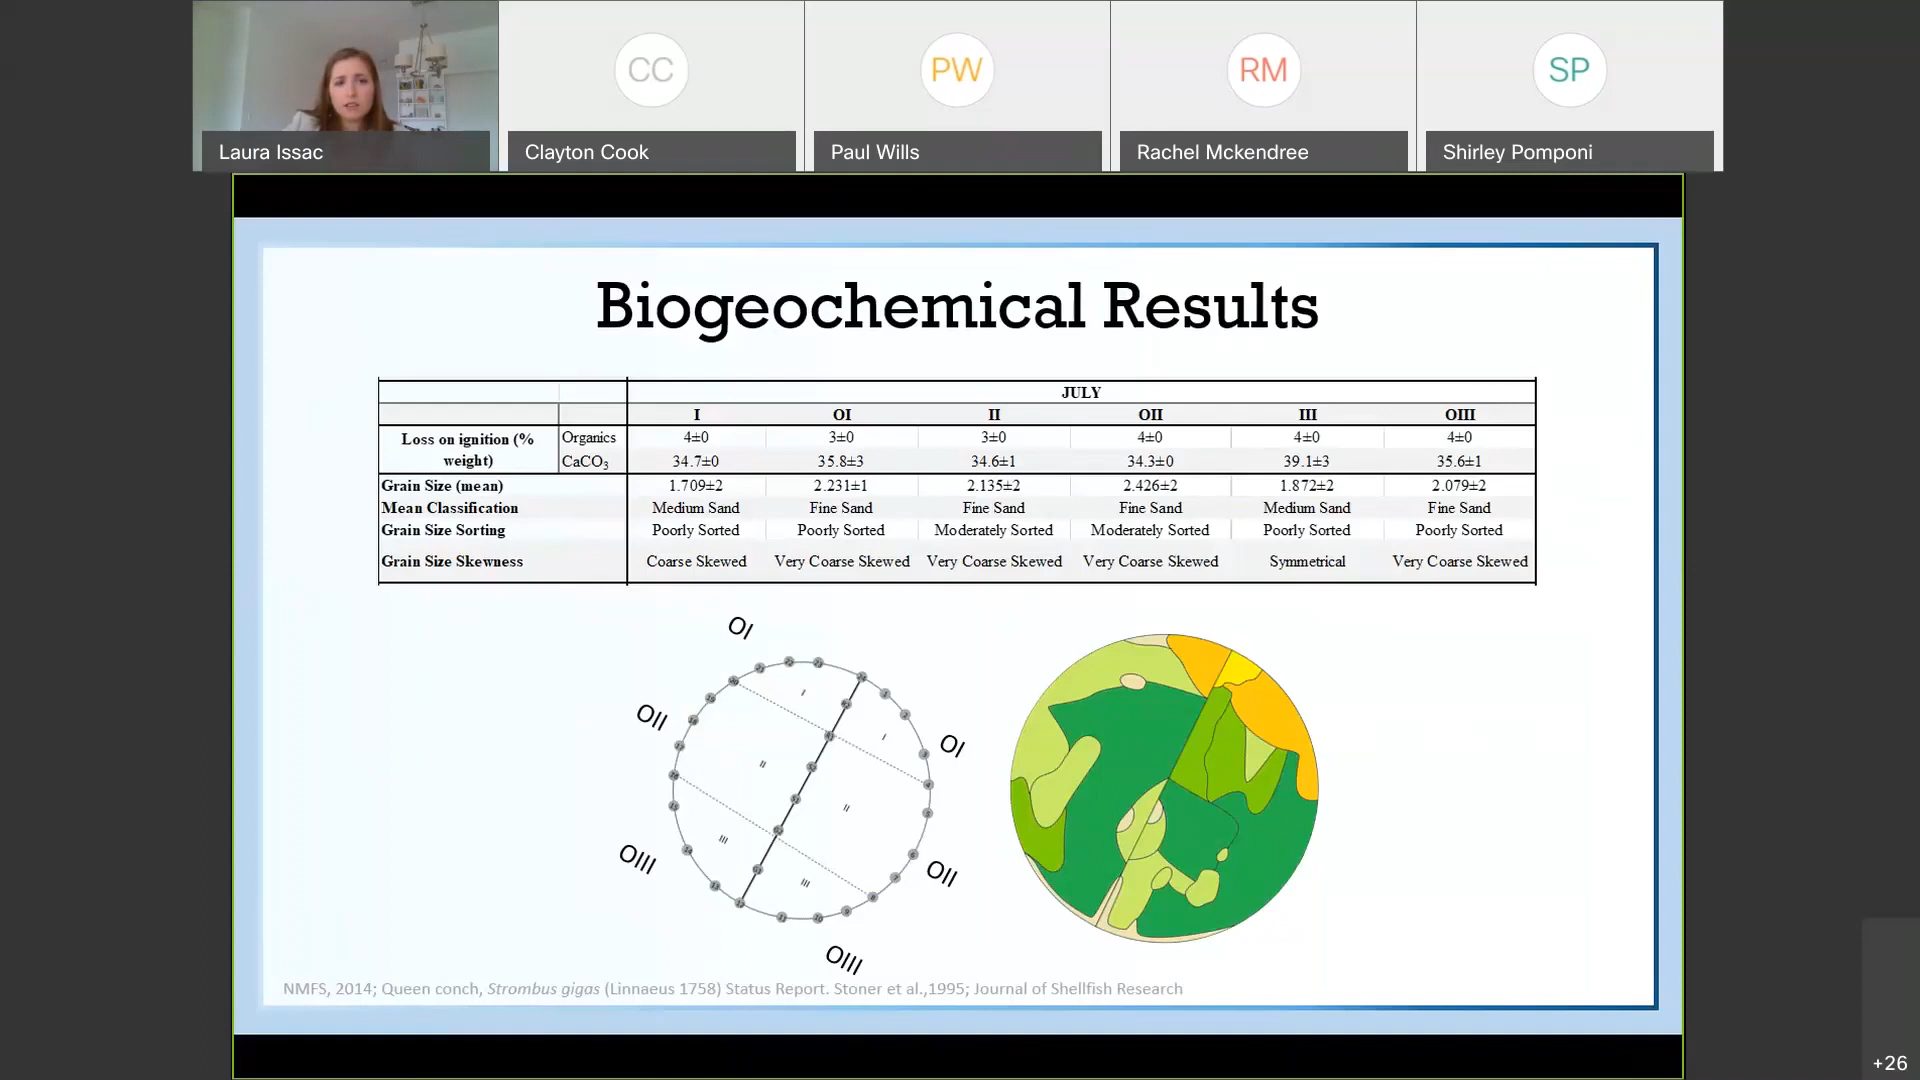 CC
PW
RM
SP
Laura Issac
Clayton Cook
Paul Wills
Rachel Mckendree
Shirley Pomponi
Biogeochemical Results
JULY
I OI II OII III OIII
Loss on ignition (% weight) Organics 4±0 3±0 3±0 4±0 4±0 4±0
CaCO₃ 34.7±0 35.8±3 34.6±1 34.3±0 39.1±3 35.6±1
Grain Size (mean) 1.709±2 2.231±1 2.135±2 2.426±2 1.872±2 2.079±2
Mean Classification Medium Sand Fine Sand Fine Sand Fine Sand Medium Sand Fine Sand
Grain Size Sorting Poorly Sorted Poorly Sorted Moderately Sorted Moderately Sorted Poorly Sorted Poorly Sorted
Grain Size Skewness Coarse Skewed Very Coarse Skewed Very Coarse Skewed Very Coarse Skewed Symmetrical Very Coarse Skewed
OI
I
OII
I
OI
II
II
OIII
III
III
OII
OIII
NMFS, 2014; Queen conch, Strombus gigas (Linnaeus 1758) Status Report. Stoner et al.,1995; Journal of Shellfish Research
+26